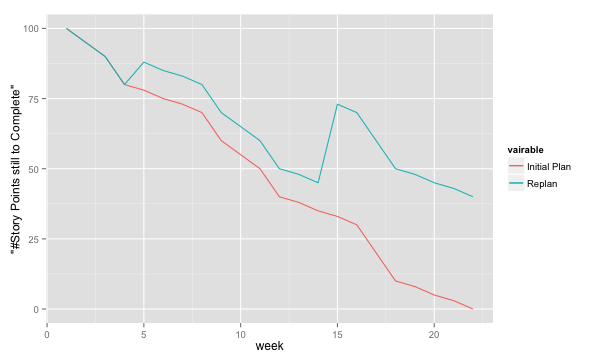 100
75
50
25
0
"#Story Points still to Complete"
0 5 10 15 20
week
vairable
Initial Plan
Replan